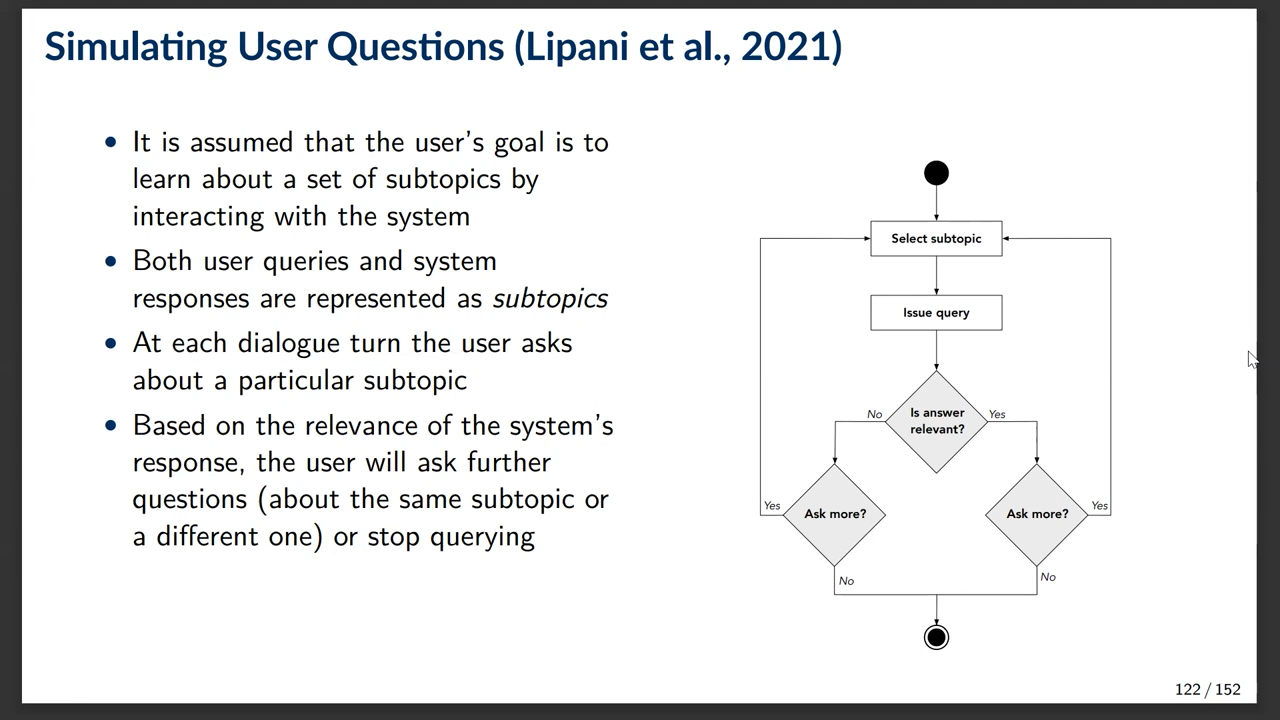 Simulating User Questions (Lipani et al., 2021)
• It is assumed that the user's goal is to
learn about a set of subtopics by
interacting with the system
• Both user queries and system
responses are represented as subtopics
• At each dialogue turn the user asks
about a particular subtopic
• Based on the relevance of the system's
response, the user will ask further
questions (about the same subtopic or
a different one) or stop querying
Select subtopic
Issue query
Is answer
relevant?
No
Yes
Ask more?
Yes
No
Ask more?
Yes
No
122 / 152